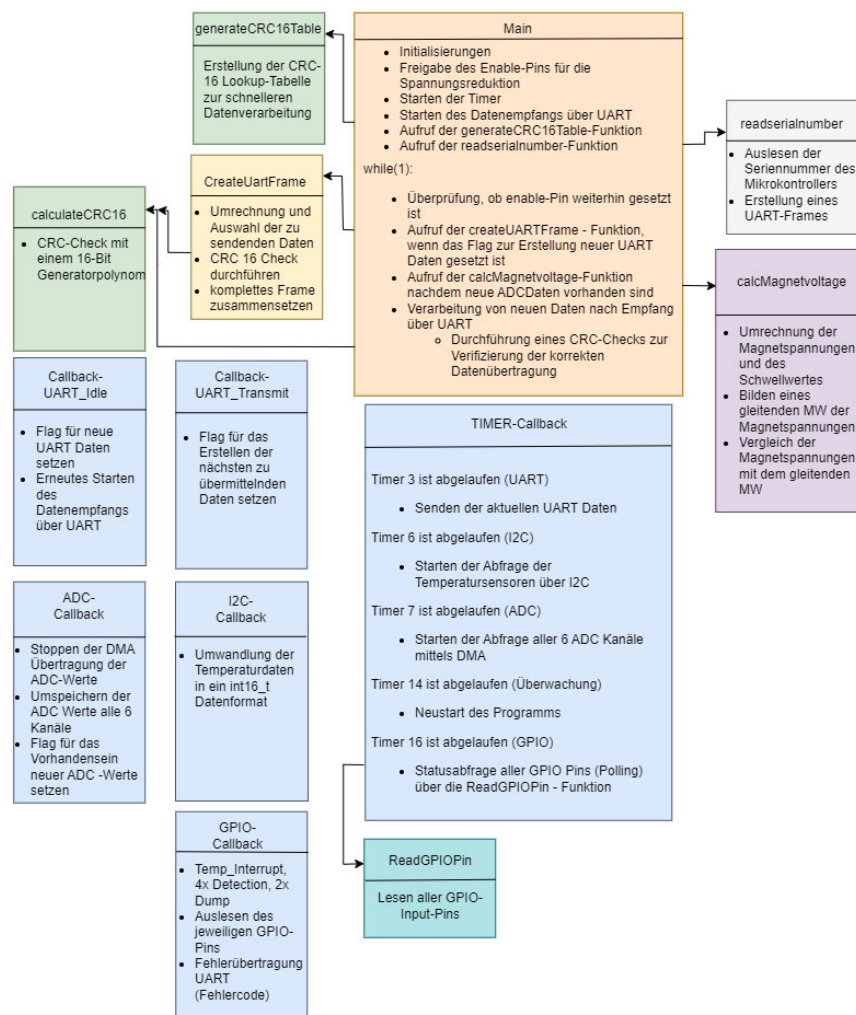 generateCRC16Table
Erstellung der CRC-
16 Lookup-Tabelle
zur schnelleren
Datenverarbeitung
Main
Initialisierungen
Freigabe des Enable-Pins für die
Spannungsreduktion
Starten der Timer
Starten des Datenempfangs über UART
Aufruf der generateCRC16Table-Funktion
Aufruf der readserialnumber-Funktion
while(1):
Überprüfung, ob enable-Pin weiterhin gesetzt
ist
Aufruf der createUARTFrame - Funktion,
wenn das Flag zur Erstellung neuer UART
Daten gesetzt ist
Aufruf der calcMagnetvoltage-Funktion
nachdem neue ADCDaten vorhanden sind
Verarbeitung von neuen Daten nach Empfang
über UART
Durchführung eines CRC-Checks zur
Verifizierung der korrekten
Datenübertragung
readserialnumber
Auslesen der
Seriennummer des
Mikrokontrollers
Erstellung eines
UART-Frames
CreateUartFrame
Umrechnung und
Auswahl der zu
sendenden Daten
CRC 16 Check
durchführen
komplettes Frame
zusammensetzen
calculateCRC16
CRC-Check mit
einem 16-Bit
Generatorpolynom
calcMagnetvoltage
Umrechnung der
Magnetspannungen
und des
Schwellwertes
Bilden eines
gleitenden MW der
Magnetspannungen
Vergleich der
Magnetspannungen
mit dem gleitenden
MW
Callback-
UART_Idle
Flag für neue
UART Daten
setzen
Erneutes Starten
des
Datenempfangs
über UART
Callback-
UART_Transmit
Flag für das
Erstellen der
nächsten zu
übermittelnden
Daten setzen
TIMER-Callback
Timer 3 ist abgelaufen (UART)
Senden der aktuellen UART Daten
Timer 6 ist abgelaufen (I2C)
Starten der Abfrage der
Temperatursensoren über I2C
Timer 7 ist abgelaufen (ADC)
Starten der Abfrage aller 6 ADC Kanäle
mittels DMA
Timer 14 ist abgelaufen (Überwachung)
Neustart des Programms
Timer 16 ist abgelaufen (GPIO)
Statusabfrage aller GPIO Pins (Polling)
über die ReadGPIOPin - Funktion
ADC-
Callback
Stoppen der DMA
Übertragung der
ADC-Werte
Umspeichern der
ADC Werte alle 6
Kanäle
Flag für das
Vorhandensein
neuer ADC -Werte
setzen
I2C-
Callback
Umwandlung der
Temperaturdaten
in ein int16_t
Datenformat
GPIO-
Callback
Temp_Interrupt,
4x Detection, 2x
Dump
Auslesen des
jeweiligen GPIO-
Pins
Fehlerübertragung
UART
(Fehlercode)
ReadGPIOPin
Lesen aller GPIO-
Input-Pins